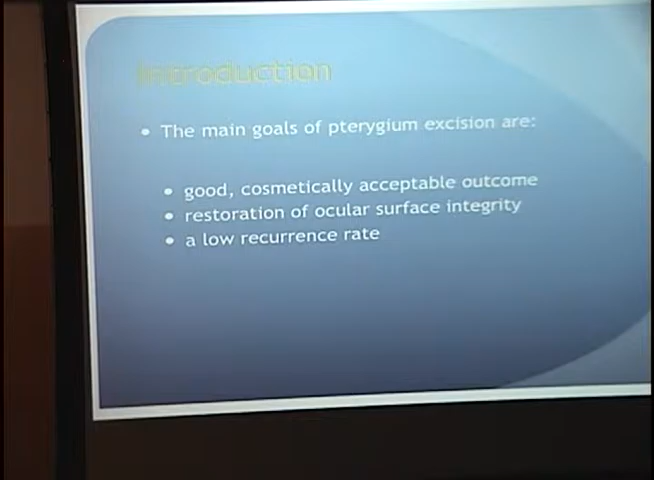 Introduction
• The main goals of pterygium excision are:
• good, cosmetically acceptable outcome
• restoration of ocular surface integrity
• a low recurrence rate